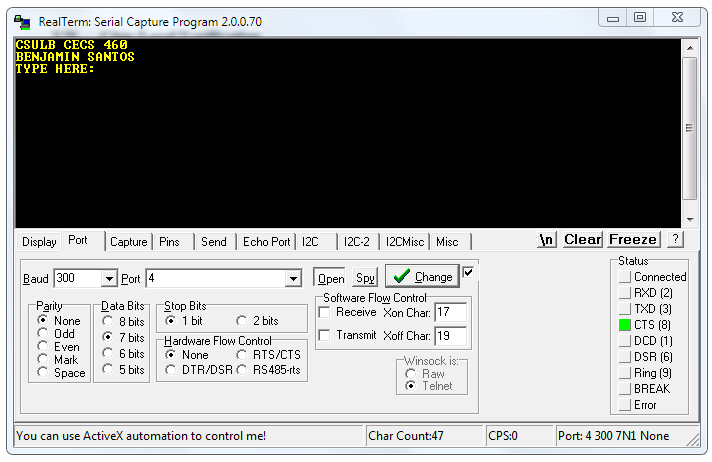 RealTerm: Serial Capture Program 2.0.0.70
CSULB CECS 460
BENJAMIN SANTOS
TYPE HERE:
Display Port Capture Pins Send Echo Port I2C I2C-2 I2CMisc Misc \n Clear Freeze ?
Baud 300 Port 4 Open Spy Change
Parity
None
Odd
Even
Mark
Space
Data Bits
8 bits
7 bits
6 bits
5 bits
Stop Bits
1 bit 2 bits
Hardware Flow Control
None RTS/CTS
DTR/DSR RS485-rts
Software Flow Control
Receive Xon Char: 17
Transmit Xoff Char: 19
Winsock is:
Raw
Telnet
Status
Connected
RXD (2)
TXD (3)
CTS (8)
DCD (1)
DSR (6)
Ring (9)
BREAK
Error
You can use ActiveX automation to control me! Char Count:47 CPS:0 Port: 4 300 7N1 None